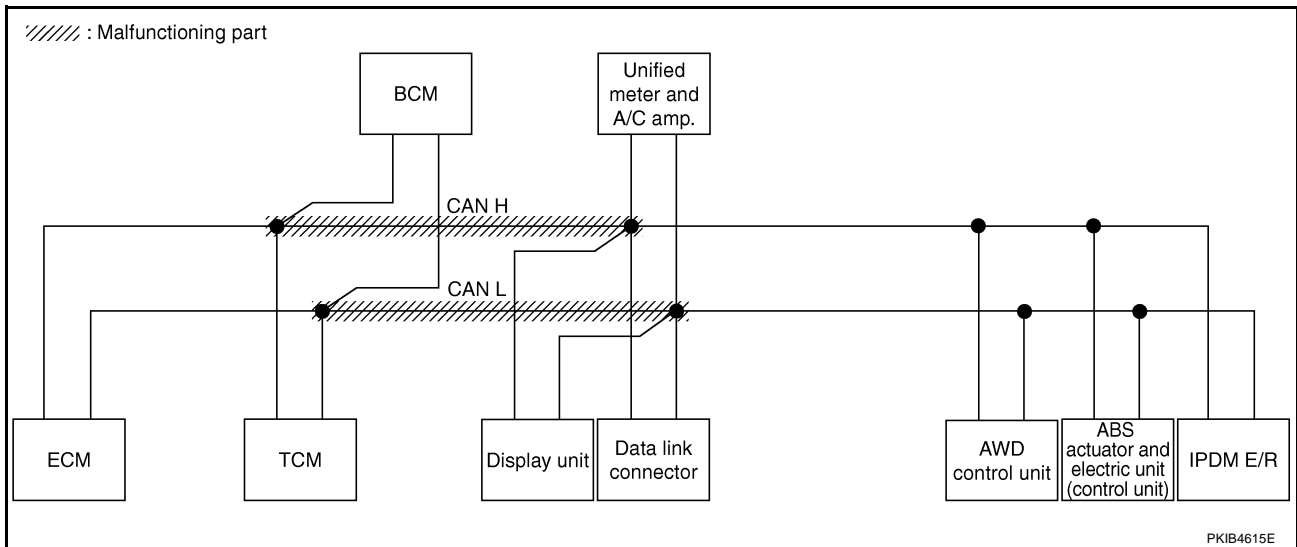 : Malfunctioning part
BCM
Unified
meter and
A/C amp.
CAN H
CAN L
ECM
TCM
Display unit
Data link
connector
AWD
control unit
ABS
actuator and
electric unit
(control unit)
IPDM E/R
PKIB4615E